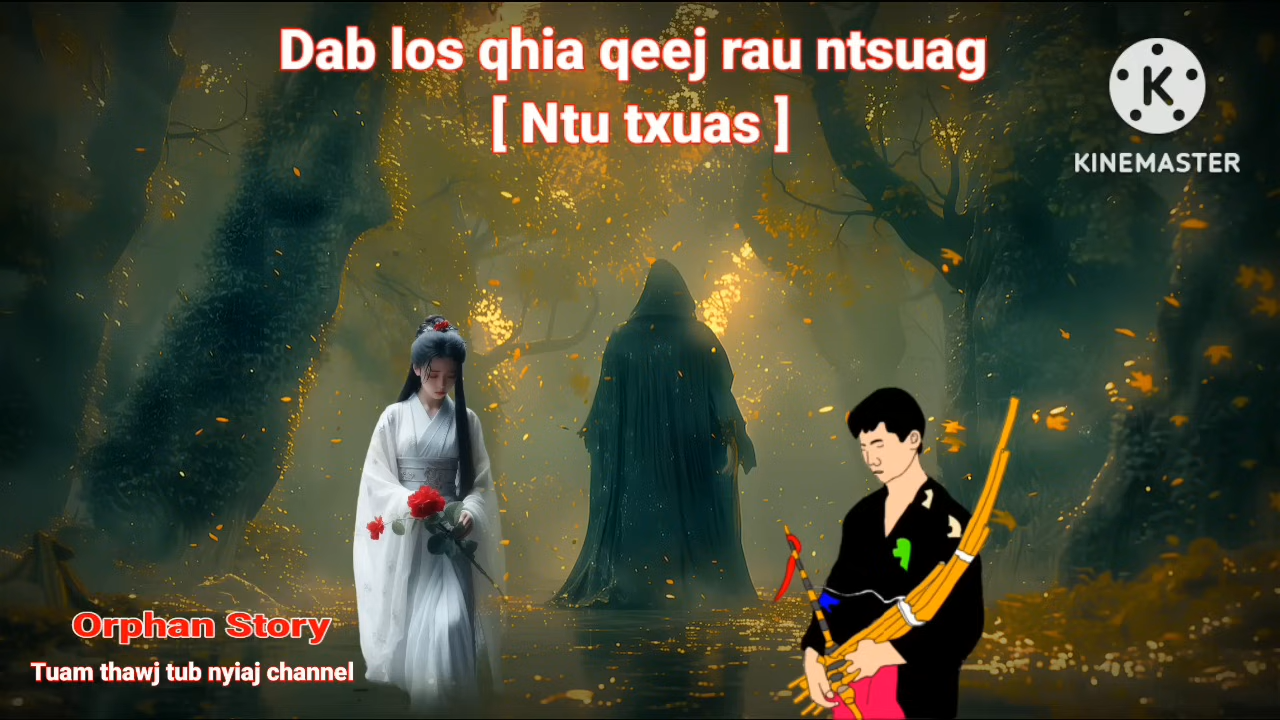 Dab los qhia qeej rau ntsuag
[ Ntu txuas ]
K
KINEMASTER
Orphan Story
Tuam thawj tub nyiaj channel